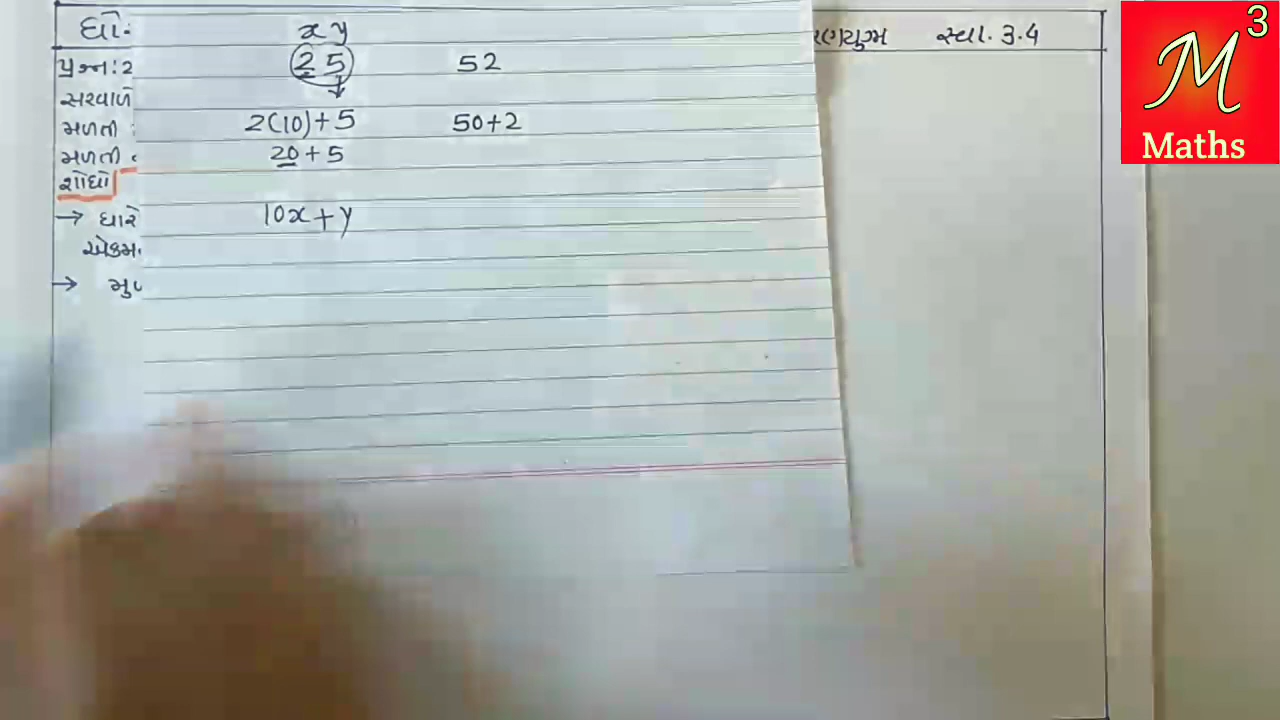 ધો:- x y રણયુગ્મ સ્વા. 3.4
પ્રશ્ન:2 25 52
સરવાળે
મળતી 2(10)+5 50+2
મળતી 20+5
શોધો
→ ધારો 10x+y
એકમ
→ મુ
M³
Maths